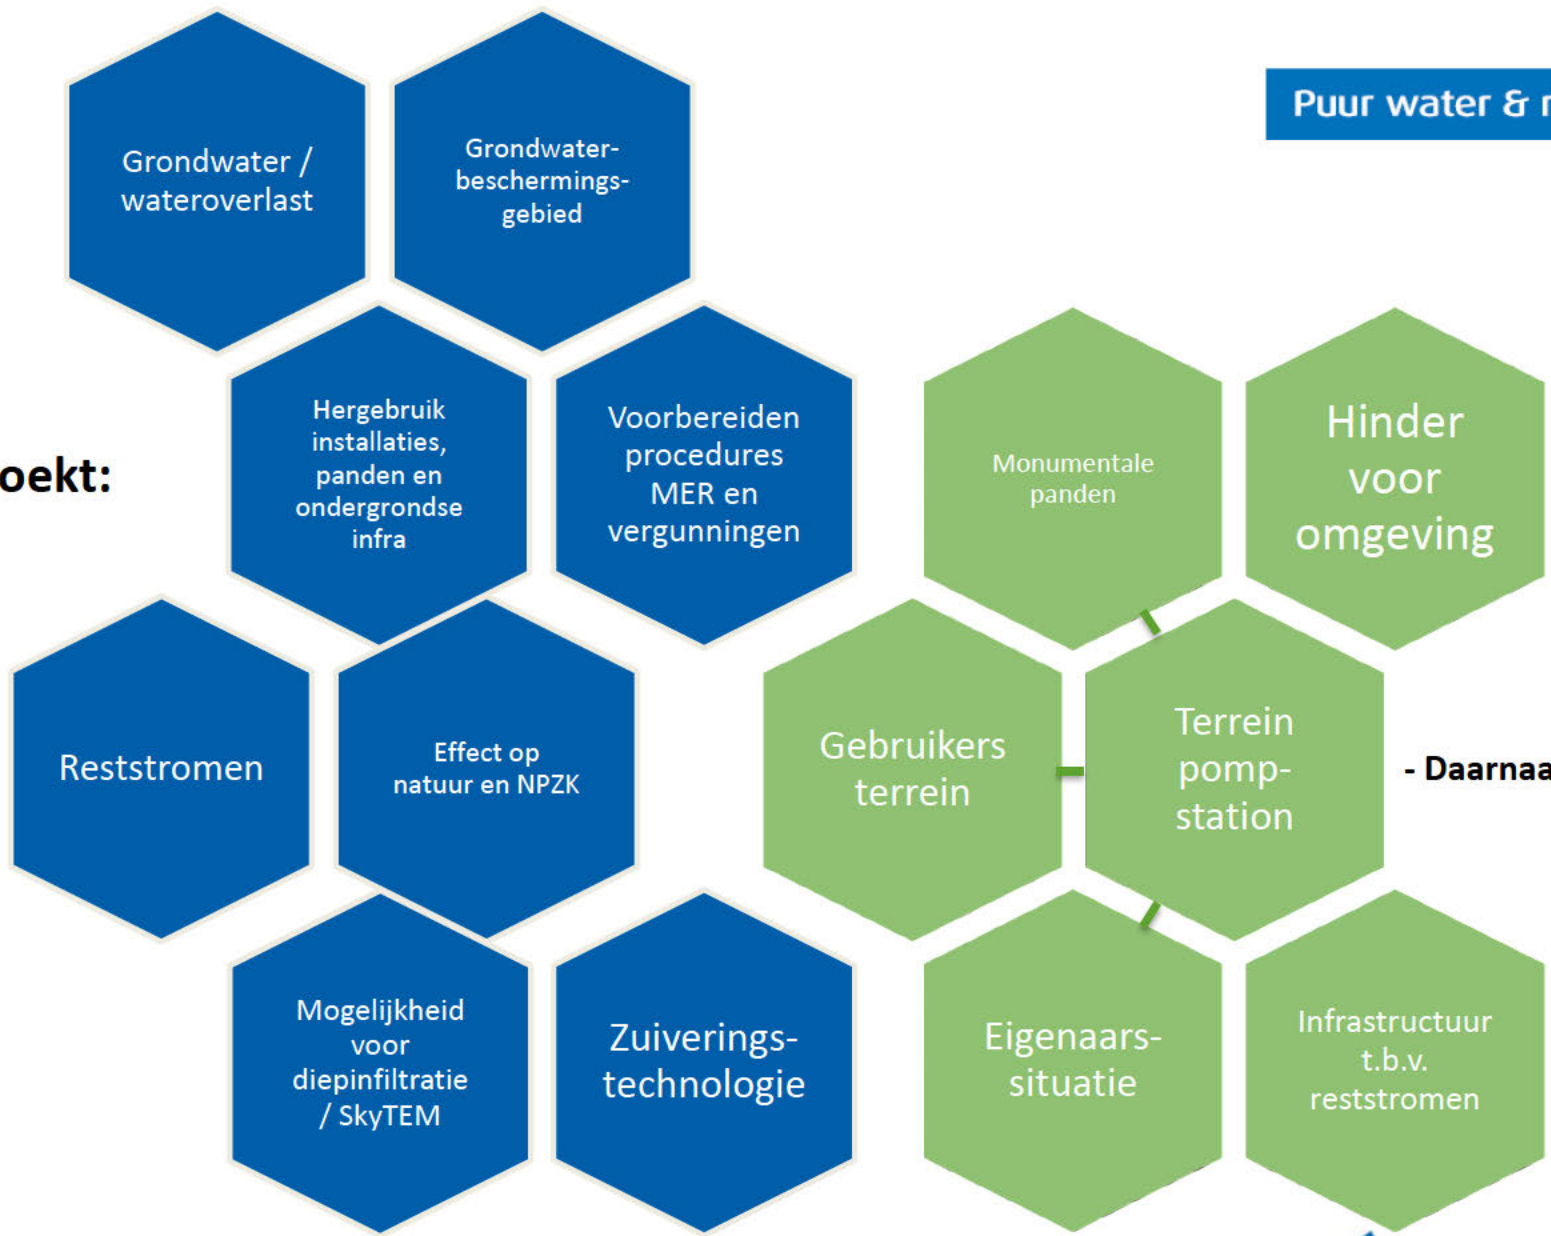 Puur water &
Grondwater /
wateroverlast
Grondwater-
beschermings-
gebied
oekt:
Hergebruik
installaties,
panden en
ondergrondse
infra
Voorbereiden
procedures
MER en
vergunningen
Monumentale
panden
Hinder
voor
omgeving
Reststromen
Effect op
natuur en NPZK
Gebruikers
terrein
Terrein
pomp-
station
- Daarnaa
Mogelijkheid
voor
diepinfiltratie
/ SkyTEM
Zuiverings-
technologie
Eigenaars-
situatie
Infrastructuur
t.b.v.
reststromen